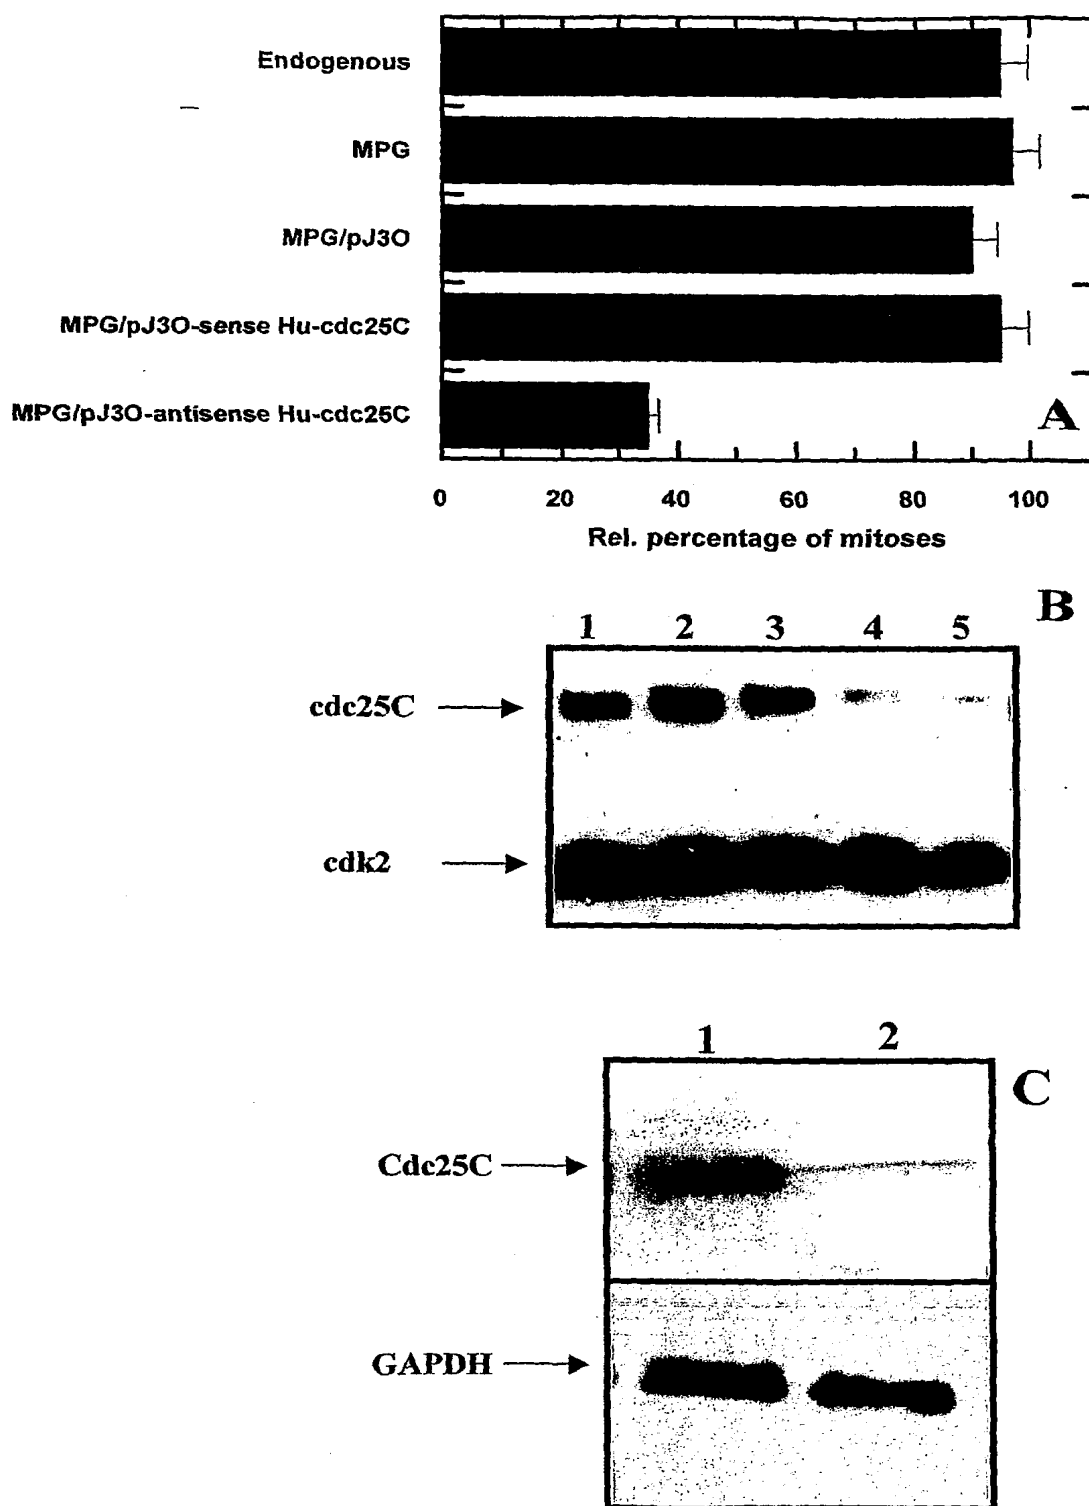 Endogenous
MPG
MPG/pJ3O
MPG/pJ3O-sense Hu-cdc25C
MPG/pJ3O-antisense Hu-cdc25C
A
0 20 40 60 80 100
Rel. percentage of mitoses
B
1 2 3 4 5
cdc25C
cdk2
1 2
C
Cdc25C
GAPDH